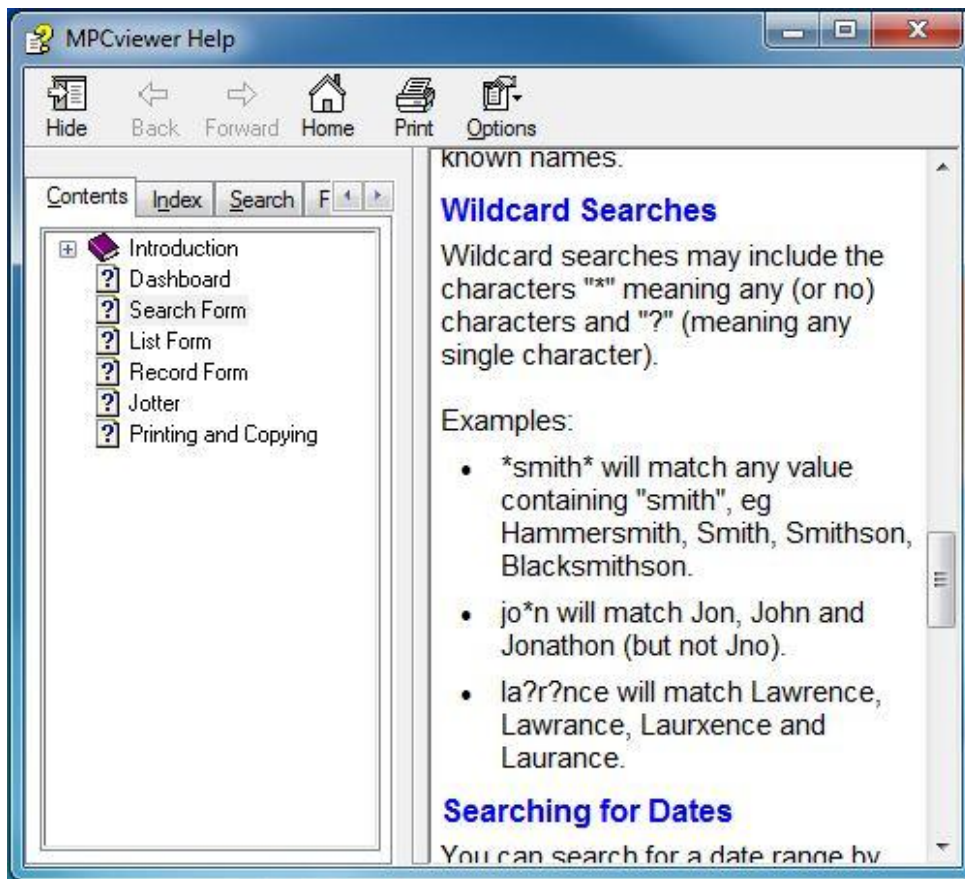 MPCviewer Help
Hide Back Forward Home Print Options
Contents Index Search F
Introduction
Dashboard
Search Form
List Form
Record Form
Jotter
Printing and Copying
known names.
Wildcard Searches
Wildcard searches may include the
characters "*" meaning any (or no)
characters and "?" (meaning any
single character).
Examples:
• *smith* will match any value
containing "smith", eg
Hammersmith, Smith, Smithson,
Blacksmithson.
• jo*n will match Jon, John and
Jonathon (but not Jno).
• la?r?nce will match Lawrence,
Lawrance, Laurxence and
Laurance.
Searching for Dates
You can search for a date range by